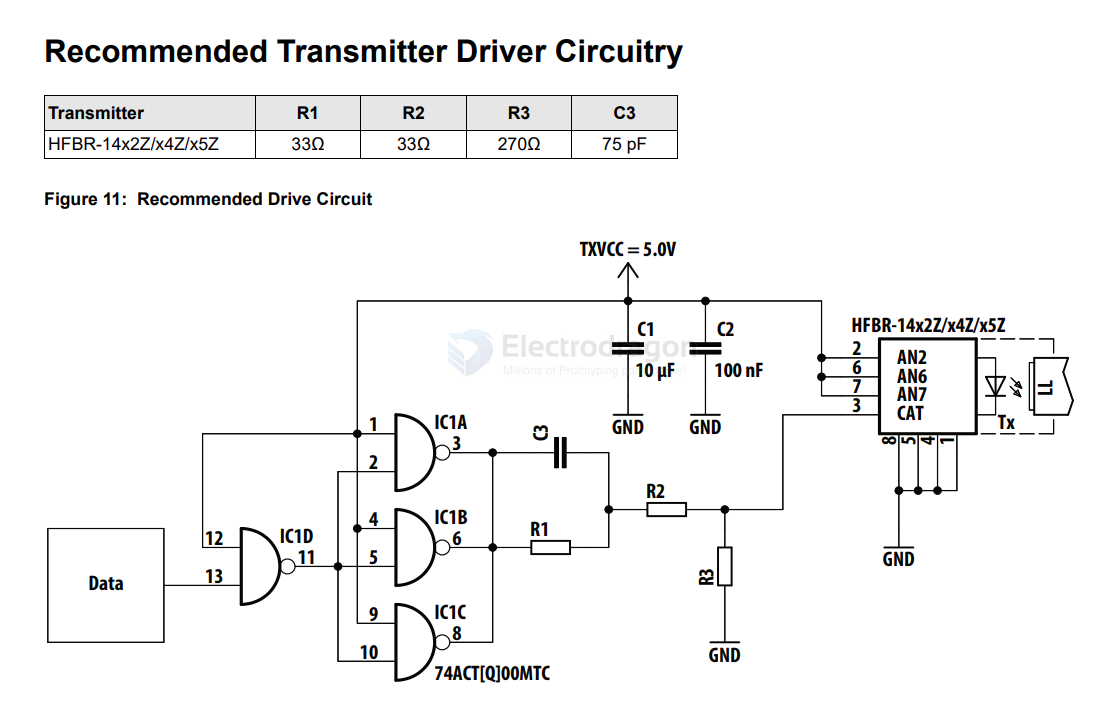 Recommended Transmitter Driver Circuitry
Transmitter R1 R2 R3 C3
HFBR-14x2Z/x4Z/x5Z 33Ω 33Ω 270Ω 75 pF
Figure 11: Recommended Drive Circuit
TXVCC = 5.0V
C1
10 µF
GND
C2
100 nF
GND
HFBR-14x2Z/x4Z/x5Z
2 AN2
6 AN6
7 AN7
3 CAT
8 5 4 1
Tx
LL
GND
Data
12
13
IC1D
11
1
2
IC1A
3
4
5
IC1B
6
9
10
IC1C
8
74ACT[Q]00MTC
C3
R1
R2
R3
GND
Millions of Prototyping